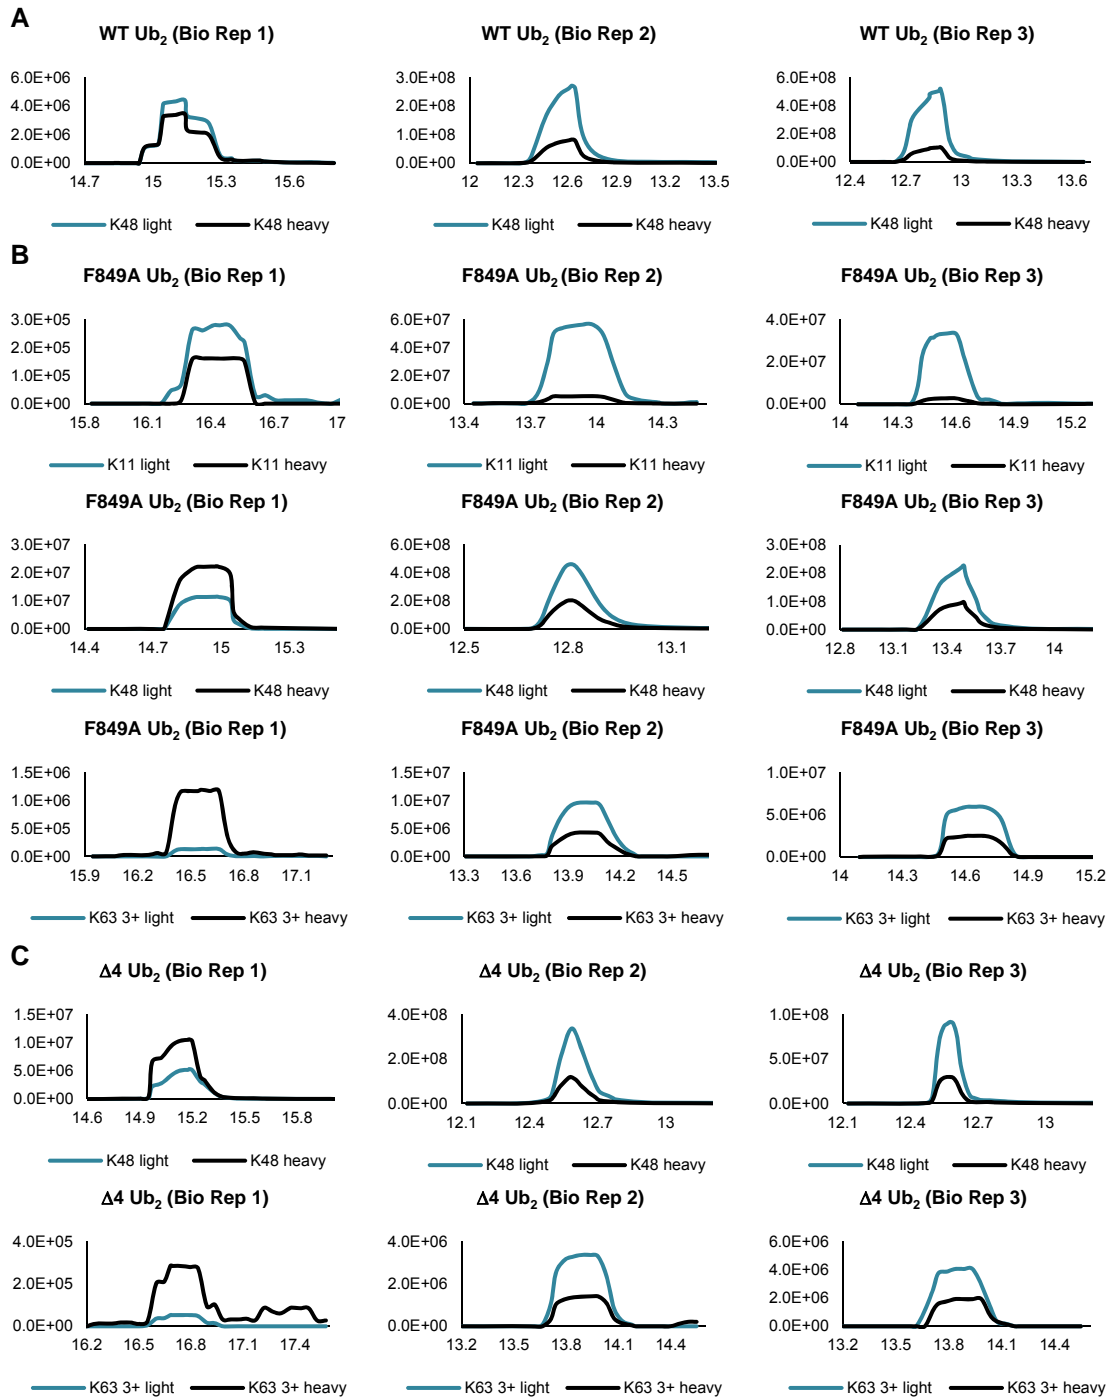 A
WT Ub2 (Bio Rep 1)
WT Ub2 (Bio Rep 2)
WT Ub2 (Bio Rep 3)
6.0E+06
4.0E+06
2.0E+06
0.0E+00
14.7 15 15.3 15.6
3.0E+08
2.0E+08
1.0E+08
0.0E+00
12 12.3 12.6 12.9 13.2 13.5
6.0E+08
4.0E+08
2.0E+08
0.0E+00
12.4 12.7 13 13.3 13.6
K48 light K48 heavy
K48 light K48 heavy
K48 light K48 heavy
B
F849A Ub2 (Bio Rep 1)
F849A Ub2 (Bio Rep 2)
F849A Ub2 (Bio Rep 3)
3.0E+05
2.0E+05
1.0E+05
0.0E+00
15.8 16.1 16.4 16.7 17
6.0E+07
4.0E+07
2.0E+07
0.0E+00
13.4 13.7 14 14.3
4.0E+07
2.0E+07
0.0E+00
14 14.3 14.6 14.9 15.2
K11 light K11 heavy
K11 light K11 heavy
K11 light K11 heavy
F849A Ub2 (Bio Rep 1)
F849A Ub2 (Bio Rep 2)
F849A Ub2 (Bio Rep 3)
3.0E+07
2.0E+07
1.0E+07
0.0E+00
14.4 14.7 15 15.3
6.0E+08
4.0E+08
2.0E+08
0.0E+00
12.5 12.8 13.1
3.0E+08
2.0E+08
1.0E+08
0.0E+00
12.8 13.1 13.4 13.7 14
K48 light K48 heavy
K48 light K48 heavy
K48 light K48 heavy
F849A Ub2 (Bio Rep 1)
F849A Ub2 (Bio Rep 2)
F849A Ub2 (Bio Rep 3)
1.5E+06
1.0E+06
5.0E+05
0.0E+00
15.9 16.2 16.5 16.8 17.1
1.5E+07
1.0E+07
5.0E+06
0.0E+00
13.3 13.6 13.9 14.2 14.5
1.0E+07
5.0E+06
0.0E+00
14 14.3 14.6 14.9 15.2
K63 3+ light K63 3+ heavy
K63 3+ light K63 3+ heavy
K63 3+ light K63 3+ heavy
C
Δ4 Ub2 (Bio Rep 1)
Δ4 Ub2 (Bio Rep 2)
Δ4 Ub2 (Bio Rep 3)
1.5E+07
1.0E+07
5.0E+06
0.0E+00
14.6 14.9 15.2 15.5 15.8
4.0E+08
2.0E+08
0.0E+00
12.1 12.4 12.7 13
1.0E+08
5.0E+07
0.0E+00
12.1 12.4 12.7 13
K48 light K48 heavy
K48 light K48 heavy
K48 light K48 heavy
Δ4 Ub2 (Bio Rep 1)
Δ4 Ub2 (Bio Rep 2)
Δ4 Ub2 (Bio Rep 3)
4.0E+05
2.0E+05
0.0E+00
16.2 16.5 16.8 17.1 17.4
4.0E+06
2.0E+06
0.0E+00
13.2 13.5 13.8 14.1 14.4
6.0E+06
4.0E+06
2.0E+06
0.0E+00
13.2 13.5 13.8 14.1 14.4
K63 3+ light K63 3+ heavy
K63 3+ light K63 3+ heavy
K63 3+ light K63 3+ heavy